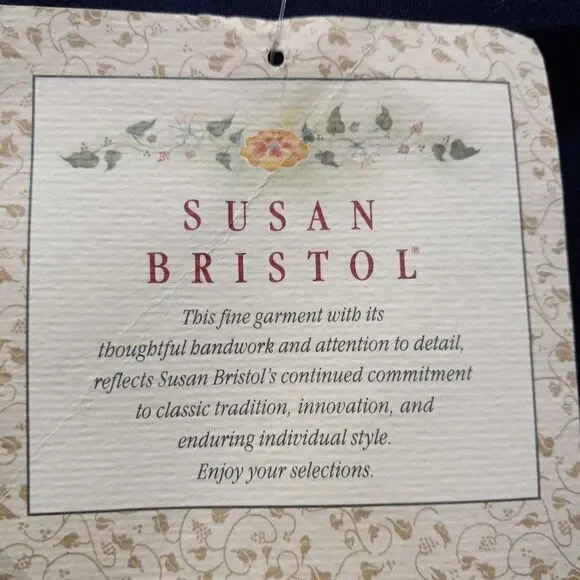 SUSAN
BRISTOL®
This fine garment with its
thoughtful handwork and attention to detail,
reflects Susan Bristol's continued commitment
to classic tradition, innovation, and
enduring individual style.
Enjoy your selections.